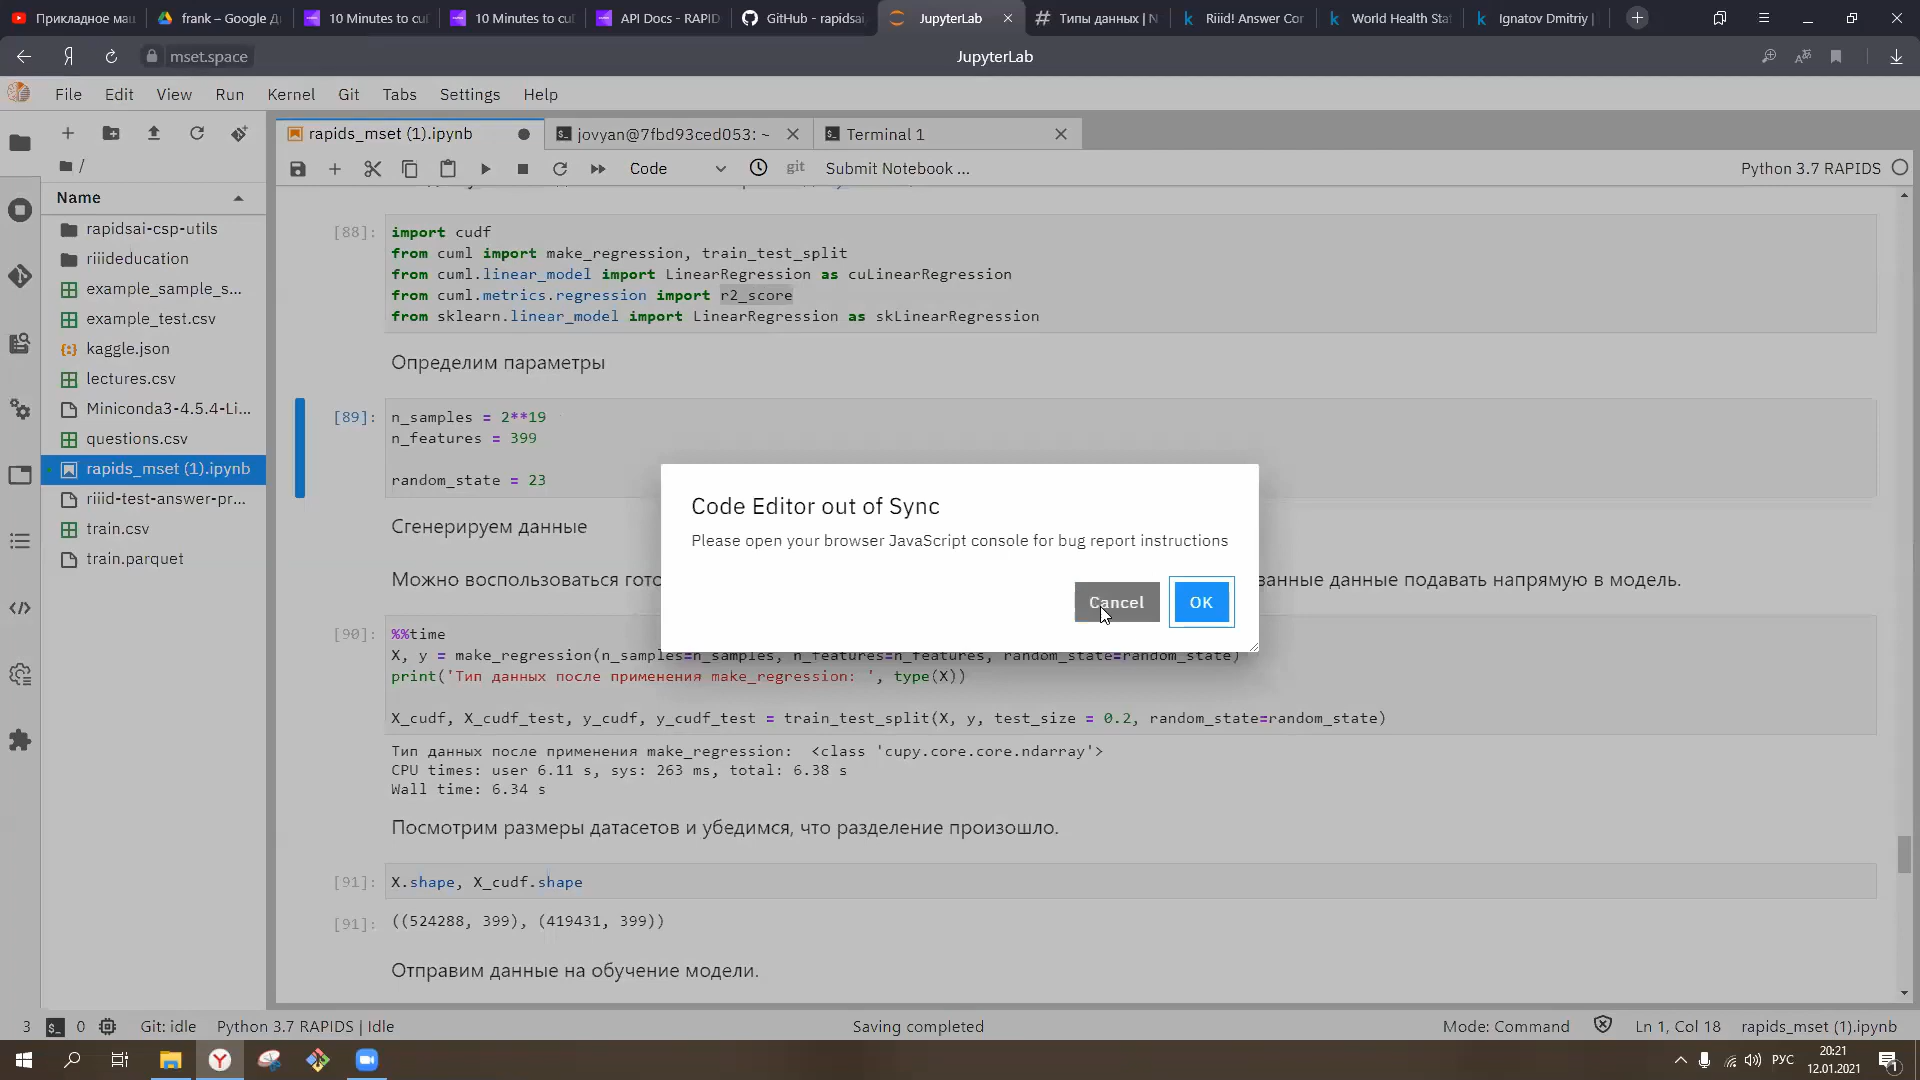 Прикладное маш
frank – Google Ди
10 Minutes to cuf
10 Minutes to cuf
API Docs - RAPID
GitHub - rapidsai
JupyterLab
Типы данных | N
Riiid! Answer Cor
World Health Sta
Ignatov Dmitriy |
mset.space
JupyterLab
File Edit View Run Kernel Git Tabs Settings Help
rapids_mset (1).ipynb
jovyan@7fbd93ced053: ~
Terminal 1
/
Code
git
Submit Notebook ...
Python 3.7 RAPIDS
Name
rapidsai-csp-utils
riiideducation
example_sample_s...
example_test.csv
kaggle.json
lectures.csv
Miniconda3-4.5.4-Li...
questions.csv
rapids_mset (1).ipynb
riiid-test-answer-pr...
train.csv
train.parquet
[88]: import cudf
from cuml import make_regression, train_test_split
from cuml.linear_model import LinearRegression as cuLinearRegression
from cuml.metrics.regression import r2_score
from sklearn.linear_model import LinearRegression as skLinearRegression
Определим параметры
[89]: n_samples = 2**19
n_features = 399
random_state = 23
Сгенерируем данные
Можно воспользоваться гото
ванные данные подавать напрямую в модель.
Code Editor out of Sync
Please open your browser JavaScript console for bug report instructions
Cancel
OK
[90]: %%time
X, y = make_regression(n_samples=n_samples, n_features=n_features, random_state=random_state)
print('Тип данных после применения make_regression: ', type(X))
X_cudf, X_cudf_test, y_cudf, y_cudf_test = train_test_split(X, y, test_size = 0.2, random_state=random_state)
Тип данных после применения make_regression:  <class 'cupy.core.core.ndarray'>
CPU times: user 6.11 s, sys: 263 ms, total: 6.38 s
Wall time: 6.34 s
Посмотрим размеры датасетов и убедимся, что разделение произошло.
[91]: X.shape, X_cudf.shape
[91]: ((524288, 399), (419431, 399))
Отправим данные на обучение модели.
3
0
Git: idle
Python 3.7 RAPIDS | Idle
Saving completed
Mode: Command
Ln 1, Col 18
rapids_mset (1).ipynb
РУС
20:21
12.01.2021
1